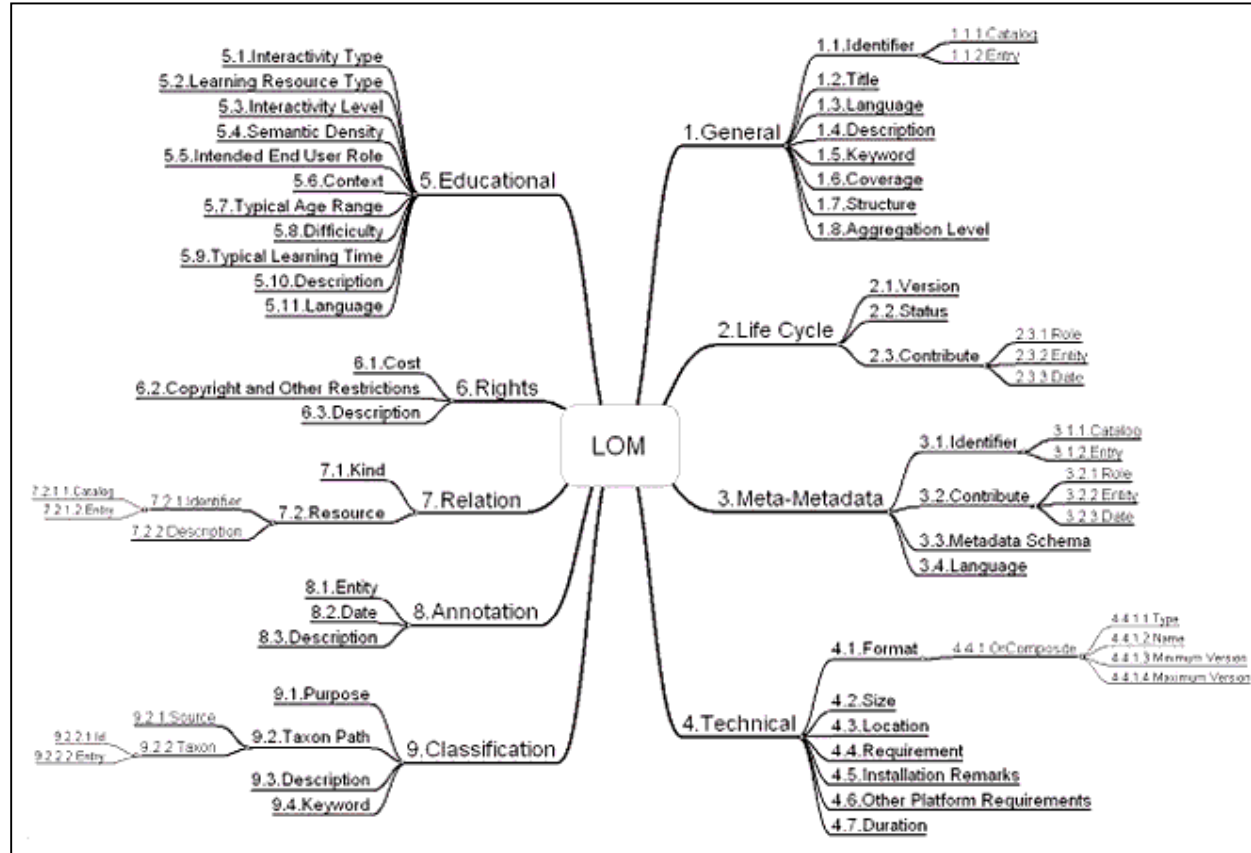 LOM
1.General
1.1.Identifier
1.1.1.Catalog
1.1.2.Entry
1.2.Title
1.3.Language
1.4.Description
1.5.Keyword
1.6.Coverage
1.7.Structure
1.8.Aggregation Level
2.Life Cycle
2.1.Version
2.2.Status
2.3.Contribute
2.3.1 Role
2.3.2 Entity
2.3.3 Date
3.Meta-Metadata
3.1.Identifier
3.1.1.Catalog
3.1.2.Entry
3.2.Contribute
3.2.1 Role
3.2.2 Entity
3.2.3 Date
3.3.Metadata Schema
3.4.Language
4.Technical
4.1.Format
4.4.1.OrComposite
4.4.1.1 Type
4.4.1.2 Name
4.4.1.3 Minimum Version
4.4.1.4 Maximum Version
4.2.Size
4.3.Location
4.4.Requirement
4.5.Installation Remarks
4.6.Other Platform Requirements
4.7.Duration
5.Educational
5.1.Interactivity Type
5.2.Learning Resource Type
5.3.Interactivity Level
5.4.Semantic Density
5.5.Intended End User Role
5.6.Context
5.7.Typical Age Range
5.8.Difficiculty
5.9.Typical Learning Time
5.10.Description
5.11.Language
6.Rights
6.1.Cost
6.2.Copyright and Other Restrictions
6.3.Description
7.Relation
7.1.Kind
7.2.Resource
7.2.1.Identifier
7.2.1.1.Catalog
7.2.1.2.Entry
7.2.2.Description
8.Annotation
8.1.Entity
8.2.Date
8.3.Description
9.Classification
9.1.Purpose
9.2.Taxon Path
9.2.1.Source
9.2.2.Taxon
9.2.2.1 Id
9.2.2.2 Entry
9.3.Description
9.4.Keyword